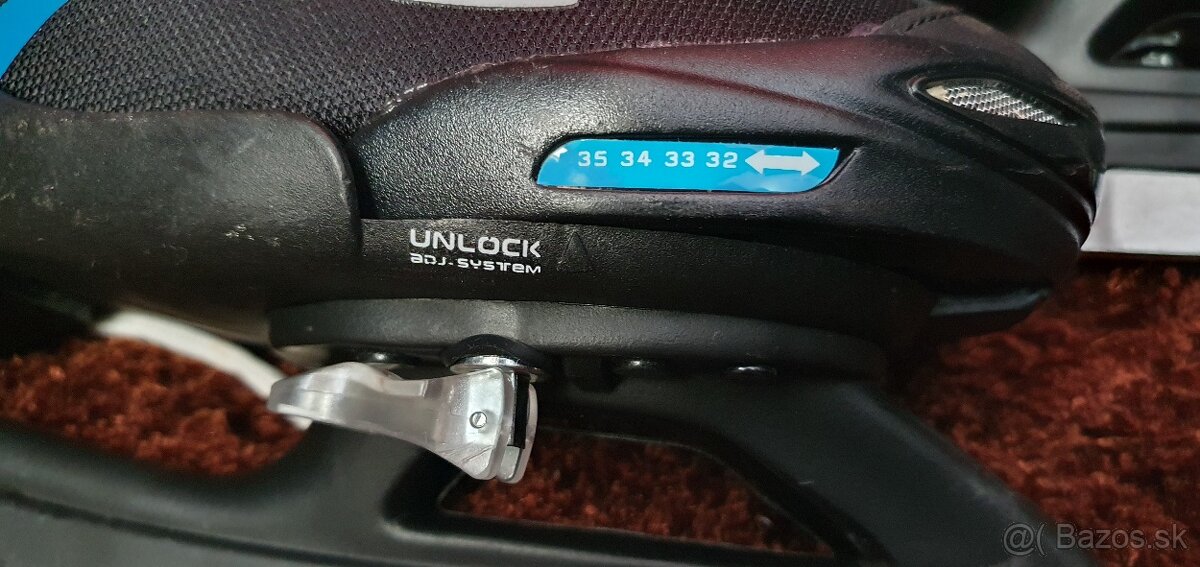 35 34 33 32
UNLOCK
ADJ.-SYSTEM
@( Bazos.sk